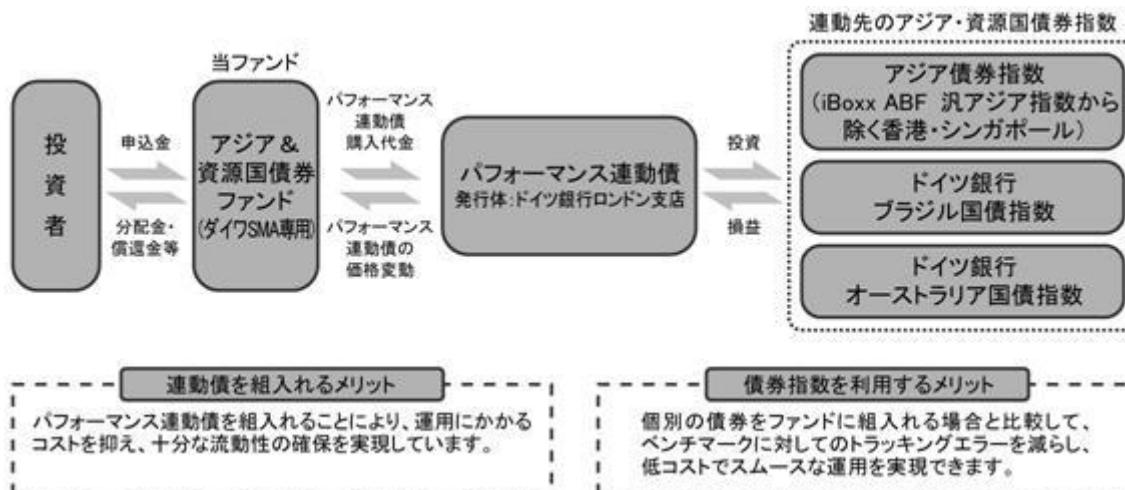 連動先のアジア・資源国債券指数
当ファンド
投
資
者
申込金
分配金・
償還金等
アジア&
資源国債券
ファンド
(ダイワSMA専用)
パフォーマンス
連動債
購入代金
パフォーマンス
連動債の
価格変動
パフォーマンス連動債
発行体:ドイツ銀行ロンドン支店
投資
損益
アジア債券指数
(iBoxx ABF 汎アジア指数から
除く香港・シンガポール)
ドイツ銀行
ブラジル国債指数
ドイツ銀行
オーストラリア国債指数
連動債を組入れるメリット
パフォーマンス連動債を組入れることにより、運用にかかる
コストを抑え、十分な流動性の確保を実現しています。
債券指数を利用するメリット
個別の債券をファンドに組入れる場合と比較して、
ベンチマークに対してのトラッキングエラーを減らし、
低コストでスムースな運用を実現できます。